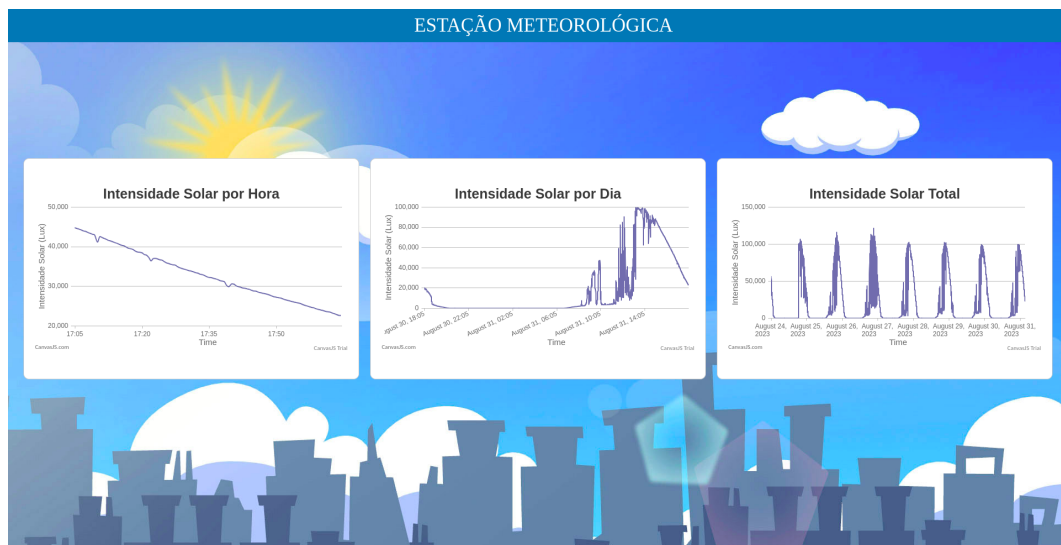 ESTAÇÃO METEOROLÓGICA
Intensidade Solar por Hora
50,000
40,000
30,000
20,000
Intensidade Solar (Lux)
17:05
17:20
17:35
17:50
Time
CanvasJS.com
CanvasJS Trial
Intensidade Solar por Dia
100,000
80,000
60,000
40,000
20,000
0
Intensidade Solar (Lux)
ugust 30, 18:05
August 30, 22:05
August 31, 02:05
August 31, 06:05
August 31, 10:05
August 31, 14:05
Time
CanvasJS.com
CanvasJS Trial
Intensidade Solar Total
150,000
100,000
50,000
0
Intensidade Solar (Lux)
August 24, 2023
August 25, 2023
August 26, 2023
August 27, 2023
August 28, 2023
August 29, 2023
August 30, 2023
August 31, 2023
Time
CanvasJS.com
CanvasJS Trial